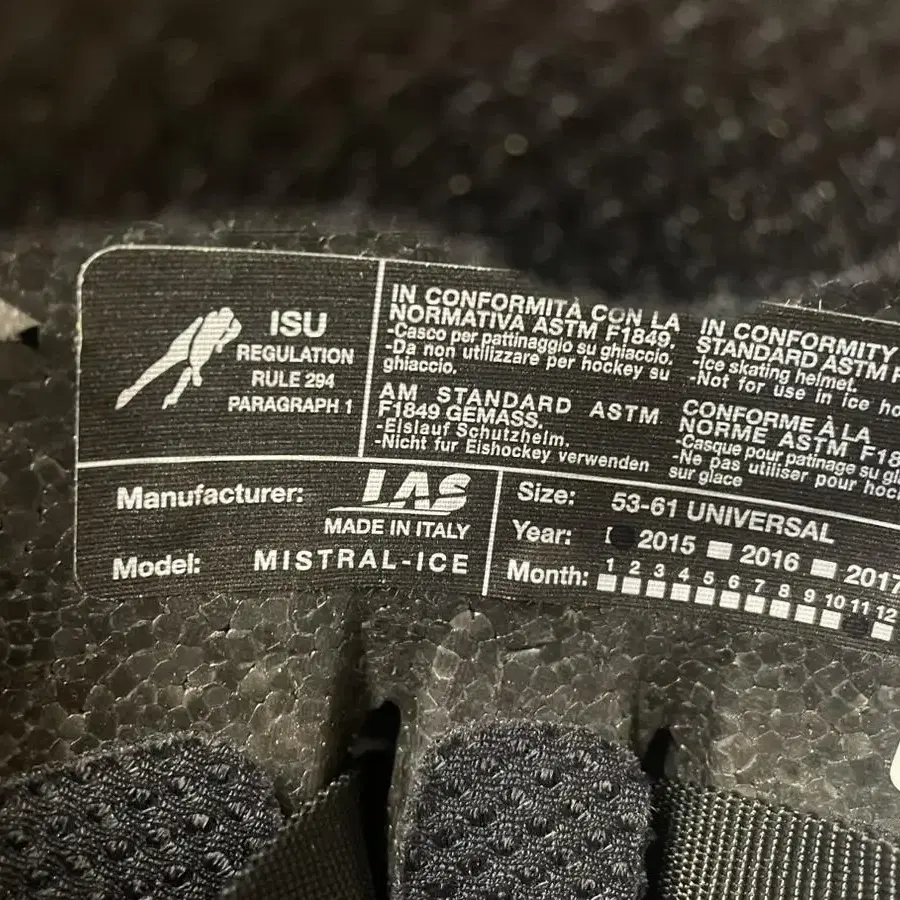 ISU
REGULATION
RULE 294
PARAGRAPH 1
IN CONFORMITÀ CON LA
NORMATIVA ASTM F1849.
-Casco per pattinaggio su ghiaccio.
-Da non utilizzare per hockey su
ghiaccio.
AM STANDARD ASTM
F1849 GEMASS.
-Eislauf Schutzhelm.
-Nicht fur Eishockey verwenden
IN CONFORMITY
STANDARD ASTM F
-Ice skating helmet.
-Not for use in ice ho
CONFORME À LA
NORME ASTM F18
-Casque pour patinage su gl
-Ne pas utiliser pour hoc
sur glace
Manufacturer: LAS
MADE IN ITALY
Model: MISTRAL-ICE
Size: 53-61 UNIVERSAL
Year: 2015 2016 2017
Month: 1 2 3 4 5 6 7 8 9 10 11 12